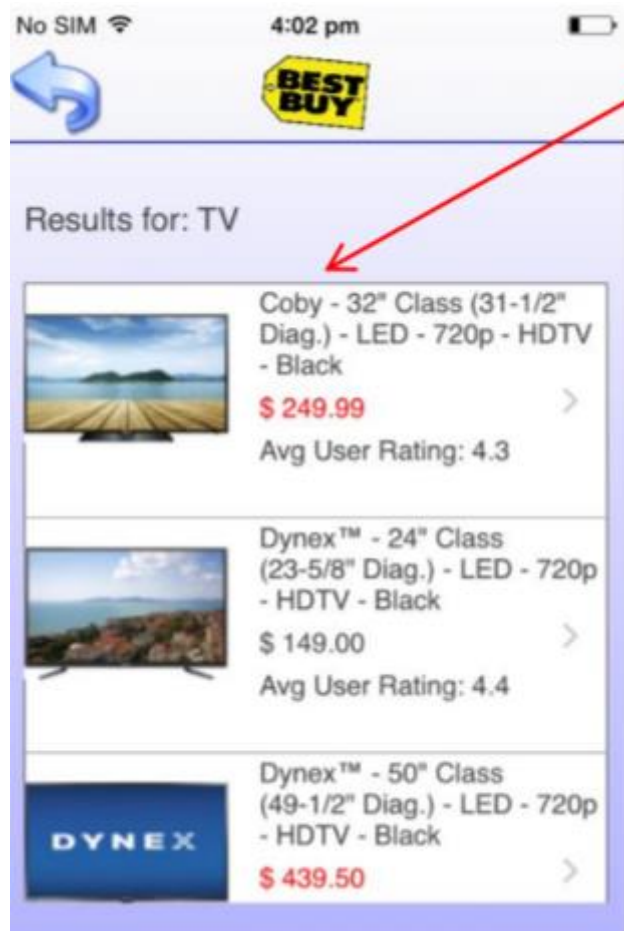 No SIM 4:02 pm
BEST
BUY
Results for: TV
Coby - 32" Class (31-1/2"
Diag.) - LED - 720p - HDTV
- Black
$ 249.99
Avg User Rating: 4.3
Dynex™ - 24" Class
(23-5/8" Diag.) - LED - 720p
- HDTV - Black
$ 149.00
Avg User Rating: 4.4
DYNEX
Dynex™ - 50" Class
(49-1/2" Diag.) - LED - 720p
- HDTV - Black
$ 439.50